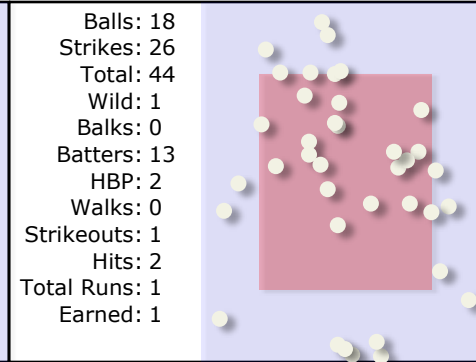 Balls: 18
Strikes: 26
Total: 44
Wild: 1
Balks: 0
Batters: 13
HBP: 2
Walks: 0
Strikeouts: 1
Hits: 2
Total Runs: 1
Earned: 1